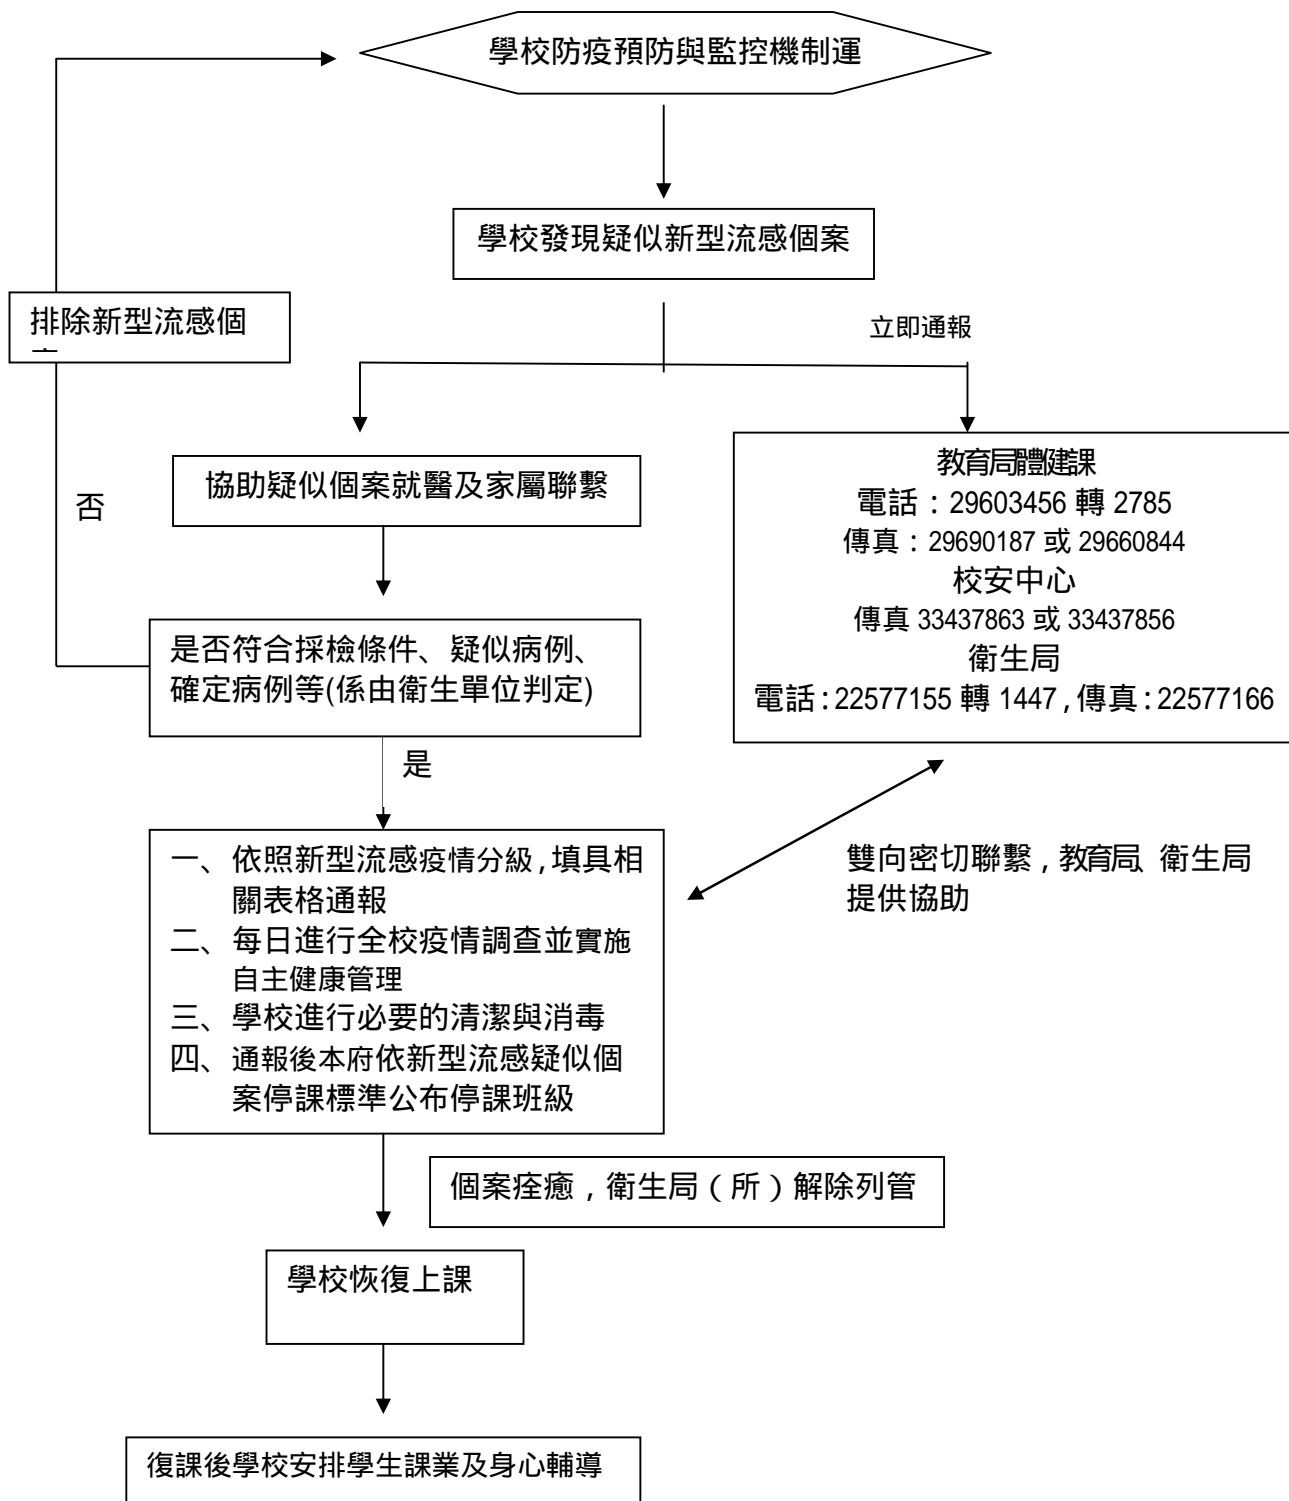 學校防疫預防與監控機制運
學校發現疑似新型流感個案
立即通報
排除新型流感個
協助疑似個案就醫及家屬聯繫
否
教育局體健課
電話：29603456 轉 2785
傳真：29690187 或 29660844
校安中心
傳真 33437863 或 33437856
衛生局
電話:22577155 轉 1447 , 傳真:22577166
是否符合採檢條件、疑似病例、
確定病例等(係由衛生單位判定)
是
一、依照新型流感疫情分級,填具相
關表格通報
二、每日進行全校疫情調查並實施
自主健康管理
三、學校進行必要的清潔與消毒
四、通報後本府依新型流感疑似個
案停課標準公布停課班級
雙向密切聯繫，教育局、衛生局
提供協助
個案痊癒，衛生局（所）解除列管
學校恢復上課
復課後學校安排學生課業及身心輔導